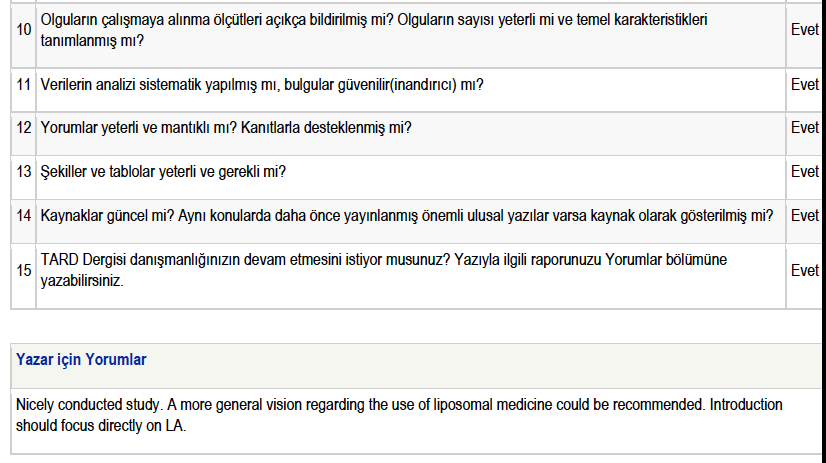 10 Olguların çalışmaya alınma ölçütleri açıkça bildirilmiş mi? Olguların sayısı yeterli mi ve temel karakteristikleri Evet
tanımlanmış mı?
11 Verilerin analizi sistematik yapılmış mı, bulgular güvenilir(inandırıcı) mı? Evet
12 Yorumlar yeterli ve mantıklı mı? Kanıtlarla desteklenmiş mi? Evet
13 Şekiller ve tablolar yeterli ve gerekli mi? Evet
14 Kaynaklar güncel mi? Aynı konularda daha önce yayınlanmış önemli ulusal yazılar varsa kaynak olarak gösterilmiş mi? Evet
15 TARD Dergisi danışmanlığınızın devam etmesini istiyor musunuz? Yazıyla ilgili raporunuzu Yorumlar bölümüne Evet
yazabilirsiniz.
Yazar için Yorumlar
Nicely conducted study. A more general vision regarding the use of liposomal medicine could be recommended. Introduction
should focus directly on LA.